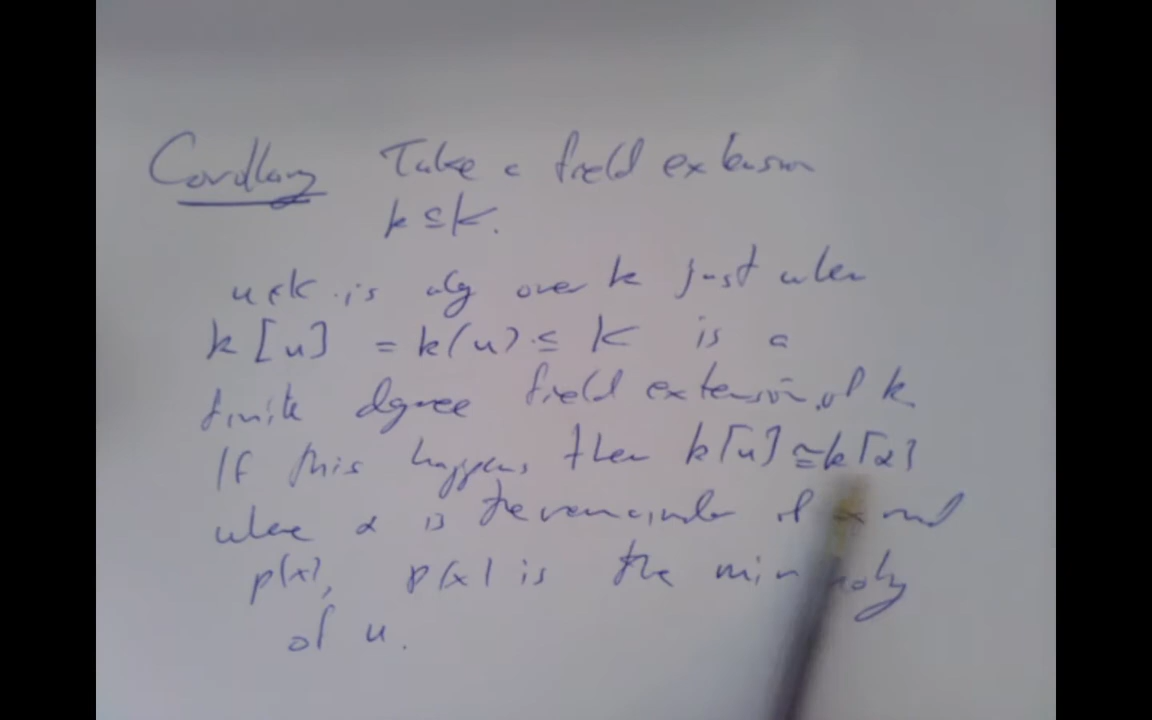 Corollary Take a field extension
k ⊆ K.
u ∈ K is alg over k just when
k[u] = k(u) ⊆ K is a
finite degree field extension of k
If this happens, then k[u] ≅ k[α]
where α is the remainder of x mod
p(x), p(x) is the min poly
of u.